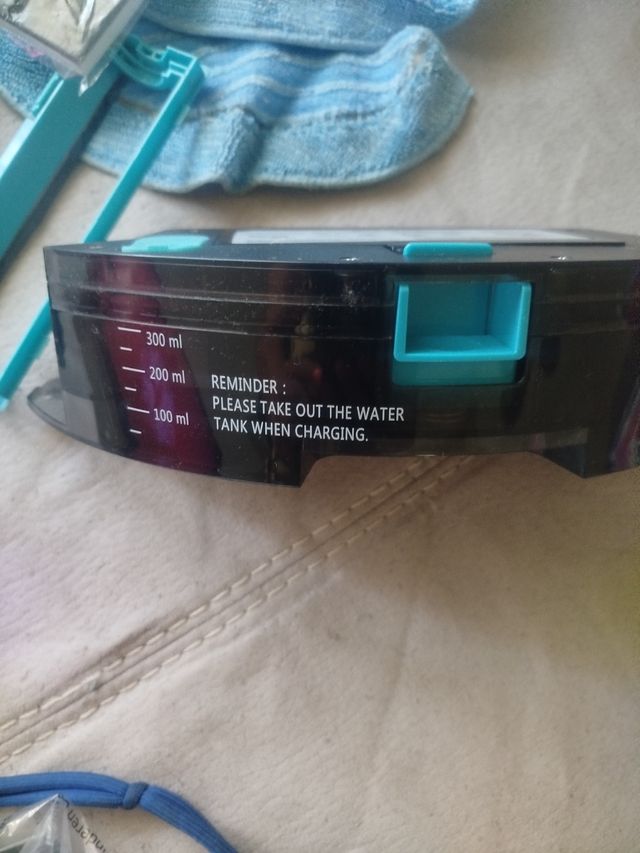 300 ml
200 ml
100 ml
REMINDER :
PLEASE TAKE OUT THE WATER
TANK WHEN CHARGING.